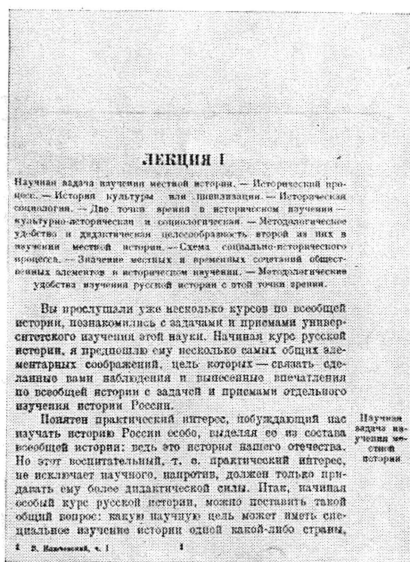 ЛЕКЦИЯ I
Научная задача изучения местной истории. — Исторический про-
цесс. — История культуры или цивилизации. — Историческая
социология. — Две точки зрения в историческом изучении —
культурно-историческая и социологическая. — Методологическое
удобство и дидактическая целесообразность второй из них в
изучении местной истории. — Схема социально-исторического
процесса. — Значение местных и временных сочетаний общест-
венных элементов в историческом изучении. — Методологические
удобства изучения русской истории с этой точки зрения.
Вы прослушали уже несколько курсов по всеобщей
истории, познакомились с задачами и приемами универ-
ситетского изучения этой науки. Начиная курс русской
истории, я предпошлю ему несколько самых общих эле-
ментарных соображений, цель которых — связать сде-
ланные вами наблюдения и вынесенные впечатления
по всеобщей истории с задачей и приемами отдельного
изучения истории России.
Понятен практический интерес, побуждающий нас
изучать историю России особо, выделяя ее из состава
всеобщей истории: ведь это история нашего отечества.
Но этот воспитательный, т. е. практический интерес,
не исключает научного, напротив, должен только при-
давать ему более дидактической силы. Итак, начиная
особый курс русской истории, можно поставить такой
общий вопрос: какую научную цель может иметь спе-
циальное изучение истории одной какой-либо страны,
Научная
задача из-
учения ме-
стной
истории
1 В. Ключевский, ч. I 1